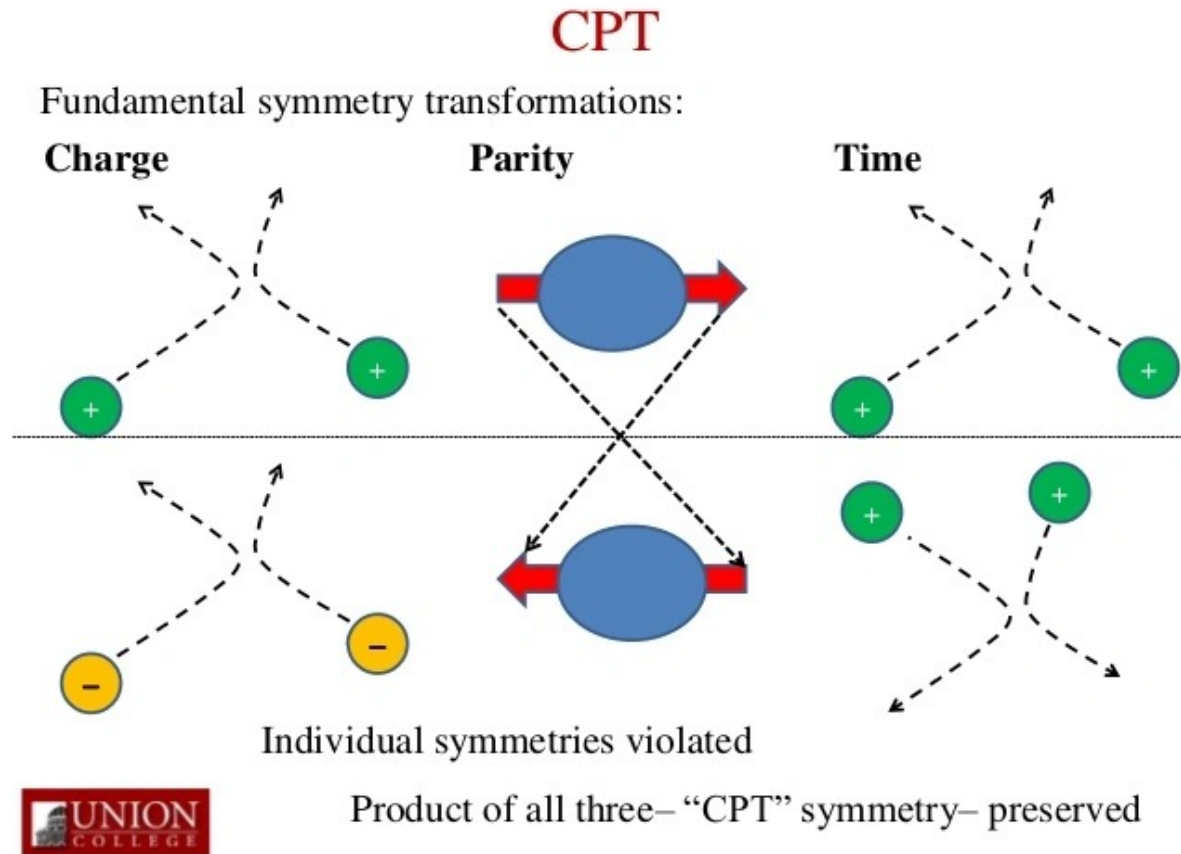 CPT
Fundamental symmetry transformations:
Charge Parity Time
+ + + +
+ +
– –
Individual symmetries violated
Product of all three– “CPT” symmetry– preserved
UNION
COLLEGE